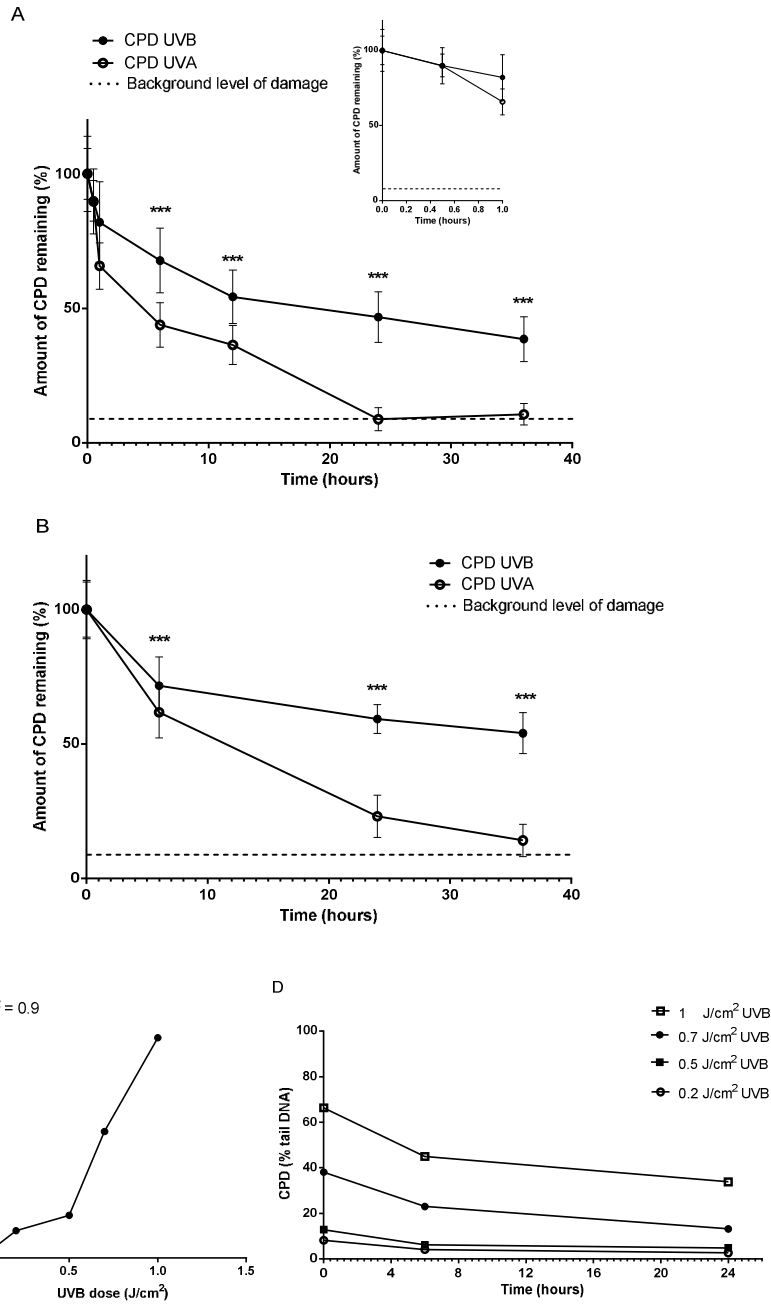 A
CPD UVB
CPD UVA
Background level of damage
Amount of CPD remaining (%)
100
50
0
0.0 0.2 0.4 0.6 0.8 1.0
Time (hours)
Amount of CPD remaining (%)
100
50
0
*** *** *** ***
0 10 20 30 40
Time (hours)
B
CPD UVB
CPD UVA
Background level of damage
Amount of CPD remaining (%)
100
50
0
*** *** ***
0 10 20 30 40
Time (hours)
² = 0.9
0.5 1.0 1.5
UVB dose (J/cm²)
D
1 J/cm² UVB
0.7 J/cm² UVB
0.5 J/cm² UVB
0.2 J/cm² UVB
CPD (% tail DNA)
100
80
60
40
20
0
0 4 8 12 16 20 24
Time (hours)